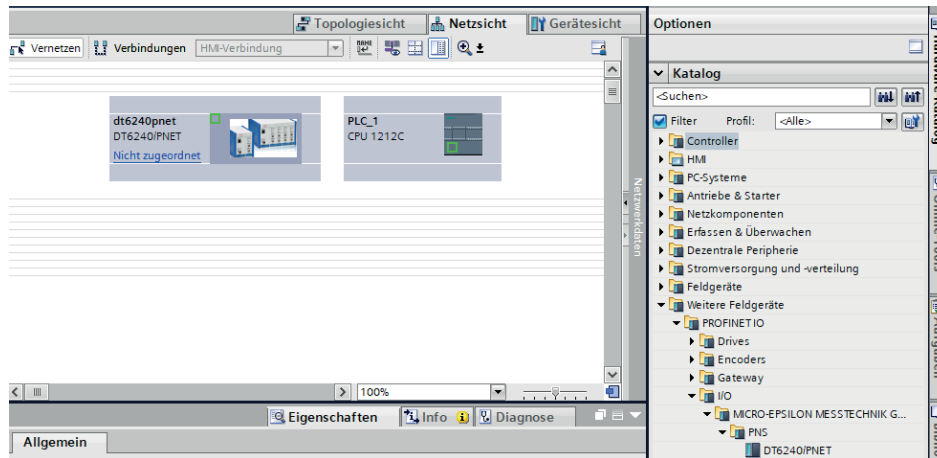 Topologiesicht Netzsicht Gerätesicht
Vernetzen Verbindungen HMI-Verbindung
dt6240pnet
DT6240/PNET
Nicht zugeordnet
PLC_1
CPU 1212C
Netzwerkdaten
100%
Eigenschaften Info Diagnose
Allgemein
Optionen
Katalog
<Suchen>
Filter Profil: <Alle>
Controller
HMI
PC-Systeme
Antriebe & Starter
Netzkomponenten
Erfassen & Überwachen
Dezentrale Peripherie
Stromversorgung und -verteilung
Feldgeräte
Weitere Feldgeräte
PROFINET IO
Drives
Encoders
Gateway
I/O
MICRO-EPSILON MESSTECHNIK G...
PNS
DT6240/PNET